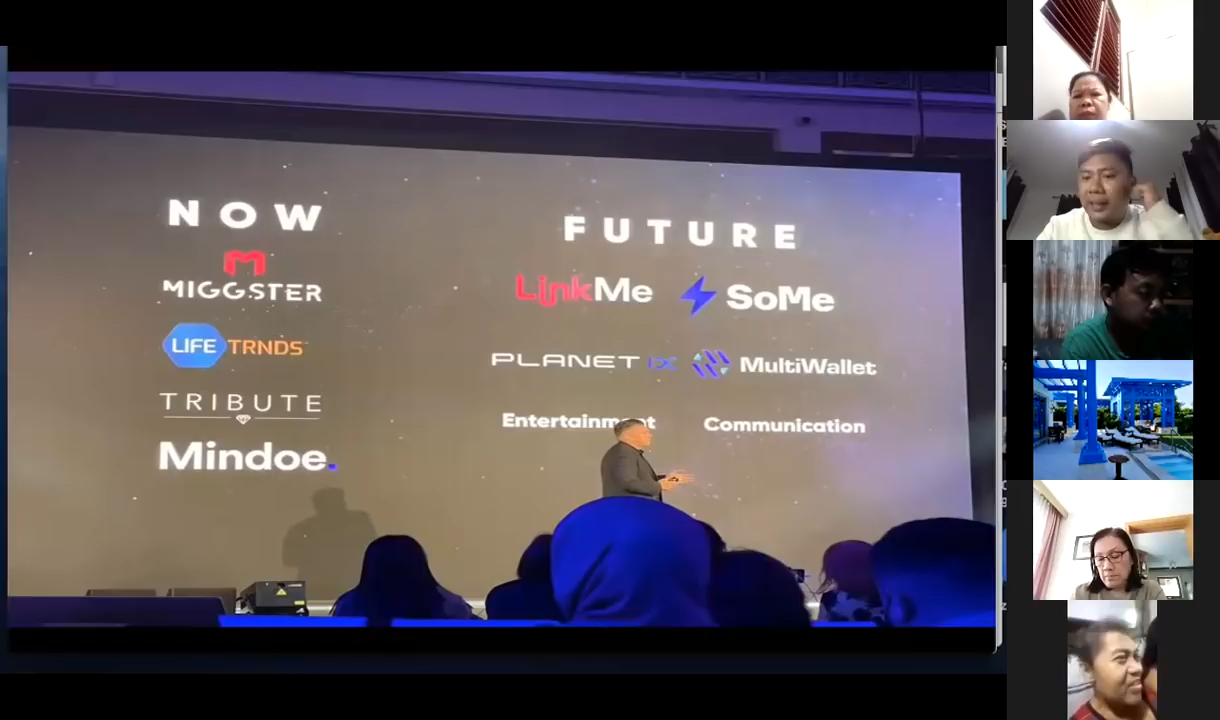 NOW
MIGGSTER
LIFE TRNDS
TRIBUTE
Mindoe.
FUTURE
LinkMe SoMe
PLANET IX MultiWallet
Communication